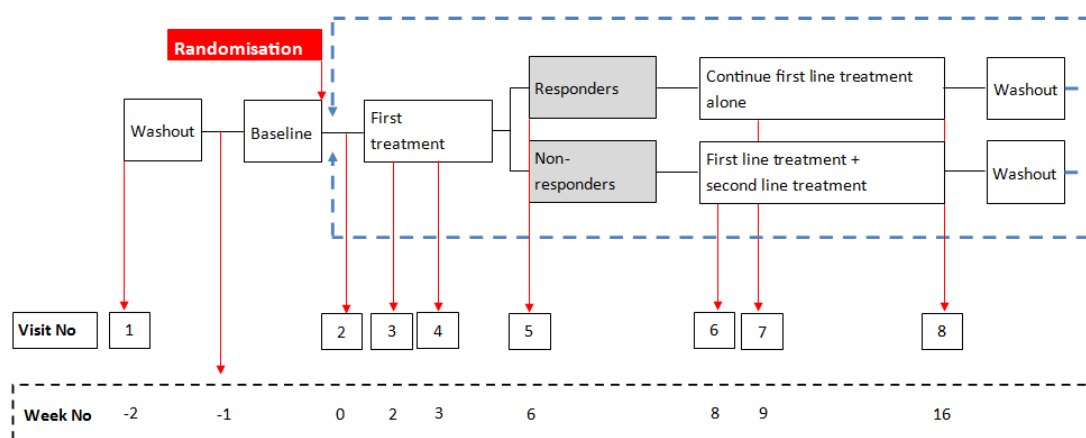 Randomisation
Washout
Baseline
First
treatment
Responders
Non-
responders
Continue first line treatment
alone
First line treatment +
second line treatment
Washout
Washout
Visit No 1 2 3 4 5 6 7 8
Week No -2 -1 0 2 3 6 8 9 16